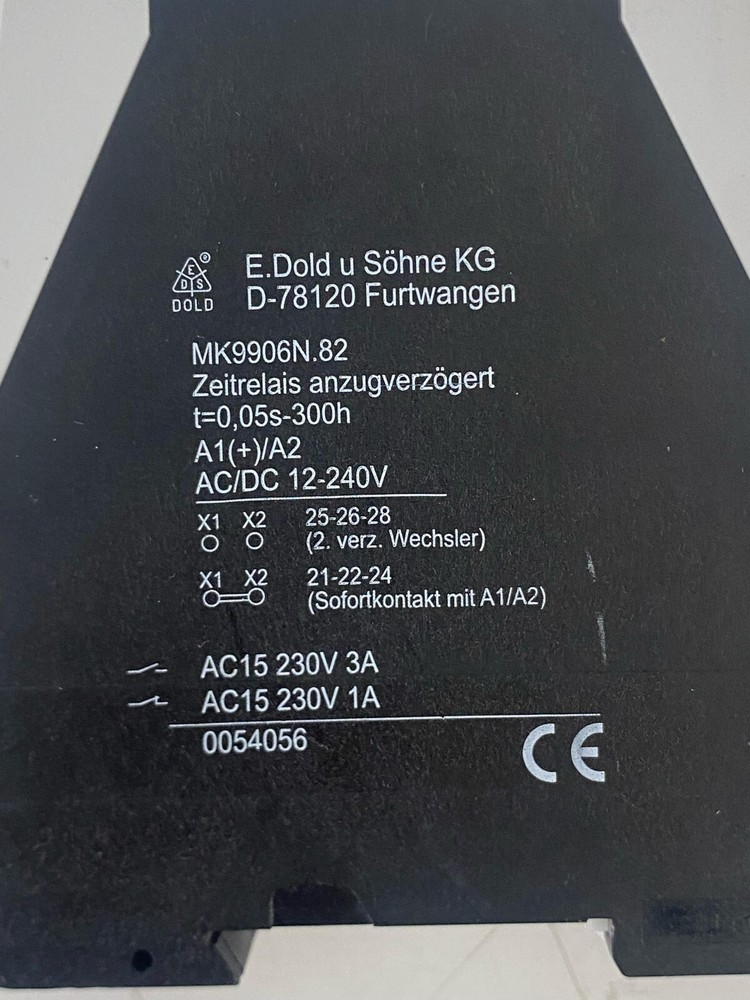 ®
E
D S
DOLD
E.Dold u Söhne KG
D-78120 Furtwangen
MK9906N.82
Zeitrelais anzugverzögert
t=0,05s-300h
A1(+)/A2
AC/DC 12-240V
X1 X2 25-26-28
(2. verz. Wechsler)
X1 X2 21-22-24
(Sofortkontakt mit A1/A2)
AC15 230V 3A
AC15 230V 1A
0054056
CE